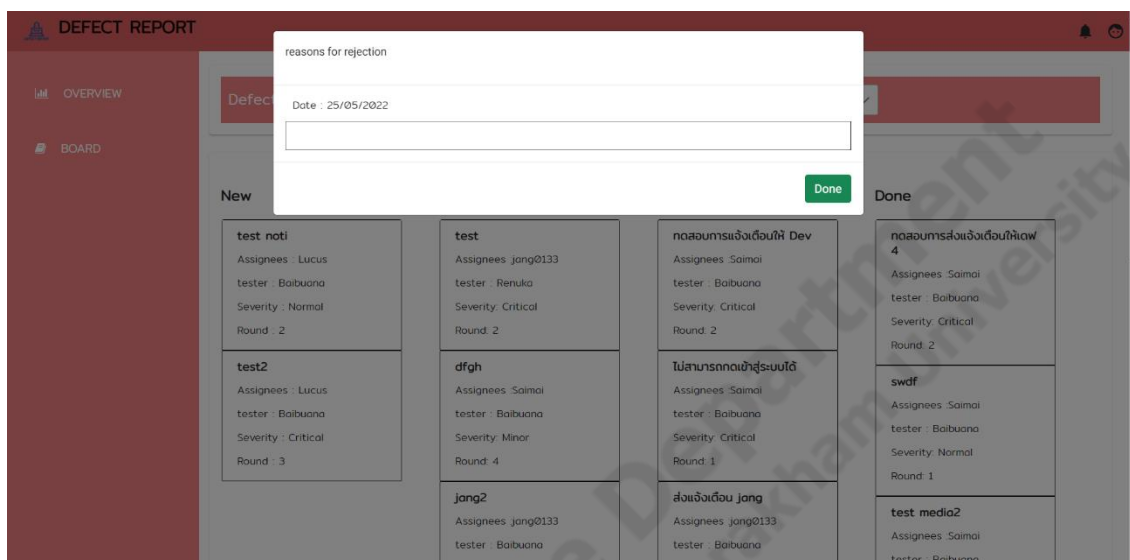 DEFECT REPORT
reasons for rejection
Date : 25/05/2022
Done
OVERVIEW
BOARD
Defec
New
test noti
Assignees : Lucus
tester : Baibuana
Severity : Normal
Round : 2
test2
Assignees : Lucus
tester : Baibuana
Severity : Critical
Round : 3
test
Assignees :jang0133
tester : Renuka
Severity: Critical
Round: 2
dfgh
Assignees :Saimai
tester : Baibuana
Severity: Minor
Round: 4
jang2
Assignees :jang0133
tester : Baibuana
ทดสอบการแจ้งเตือนให้ Dev
Assignees :Saimai
tester : Baibuana
Severity: Critical
Round: 2
ไม่สามารถกดเข้าสู่ระบบได้
Assignees :Saimai
tester : Baibuana
Severity: Critical
Round: 1
ส่งแจ้งเตือน jang
Assignees :jang0133
tester : Baibuana
Done
ทดสอบการส่งแจ้งเตือนให้เดฟ
4
Assignees :Saimai
tester : Baibuana
Severity: Critical
Round: 2
swdf
Assignees :Saimai
tester : Baibuana
Severity: Normal
Round: 1
test media2
Assignees :Saimai
tester : Baibuana
Department
University